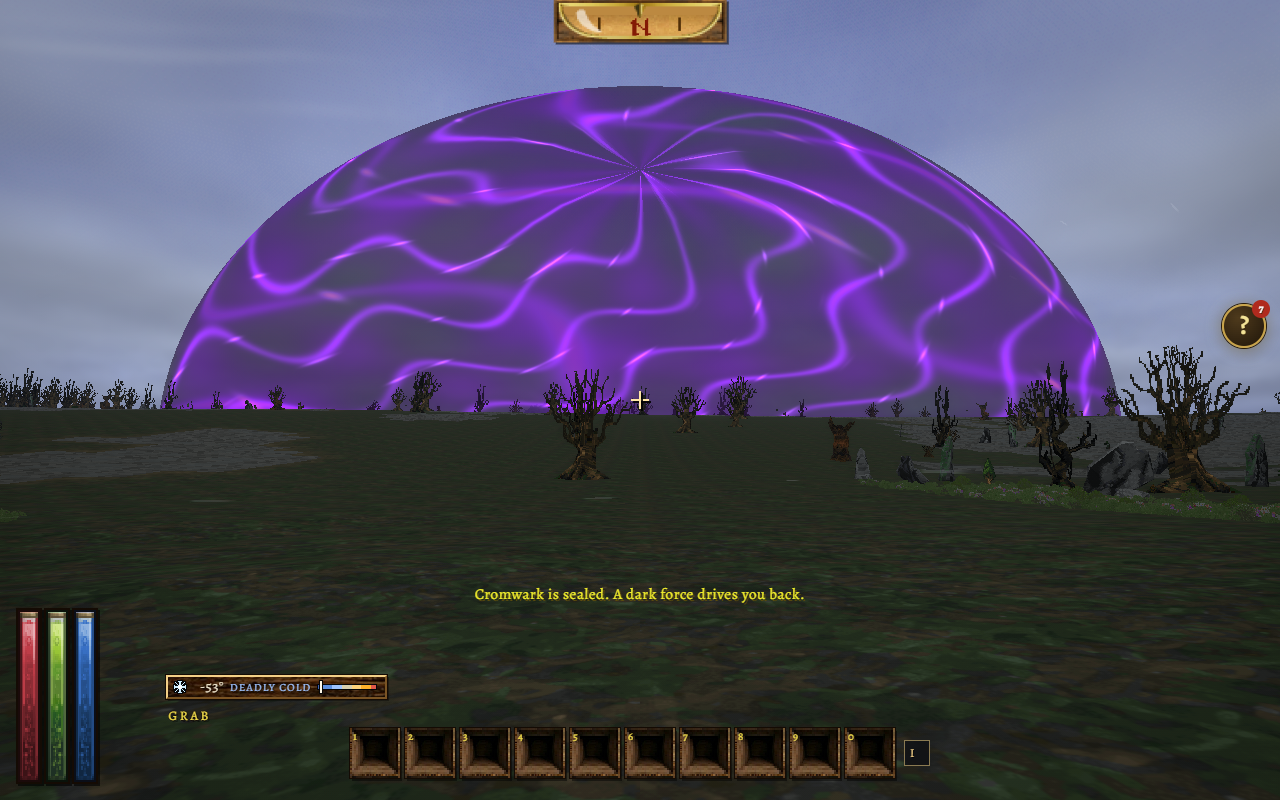 N
7
?
Cromwark is sealed. A dark force drives you back.
-53° DEADLY COLD
GRAB
1 2 3 4 5 6 7 8 9 0 I